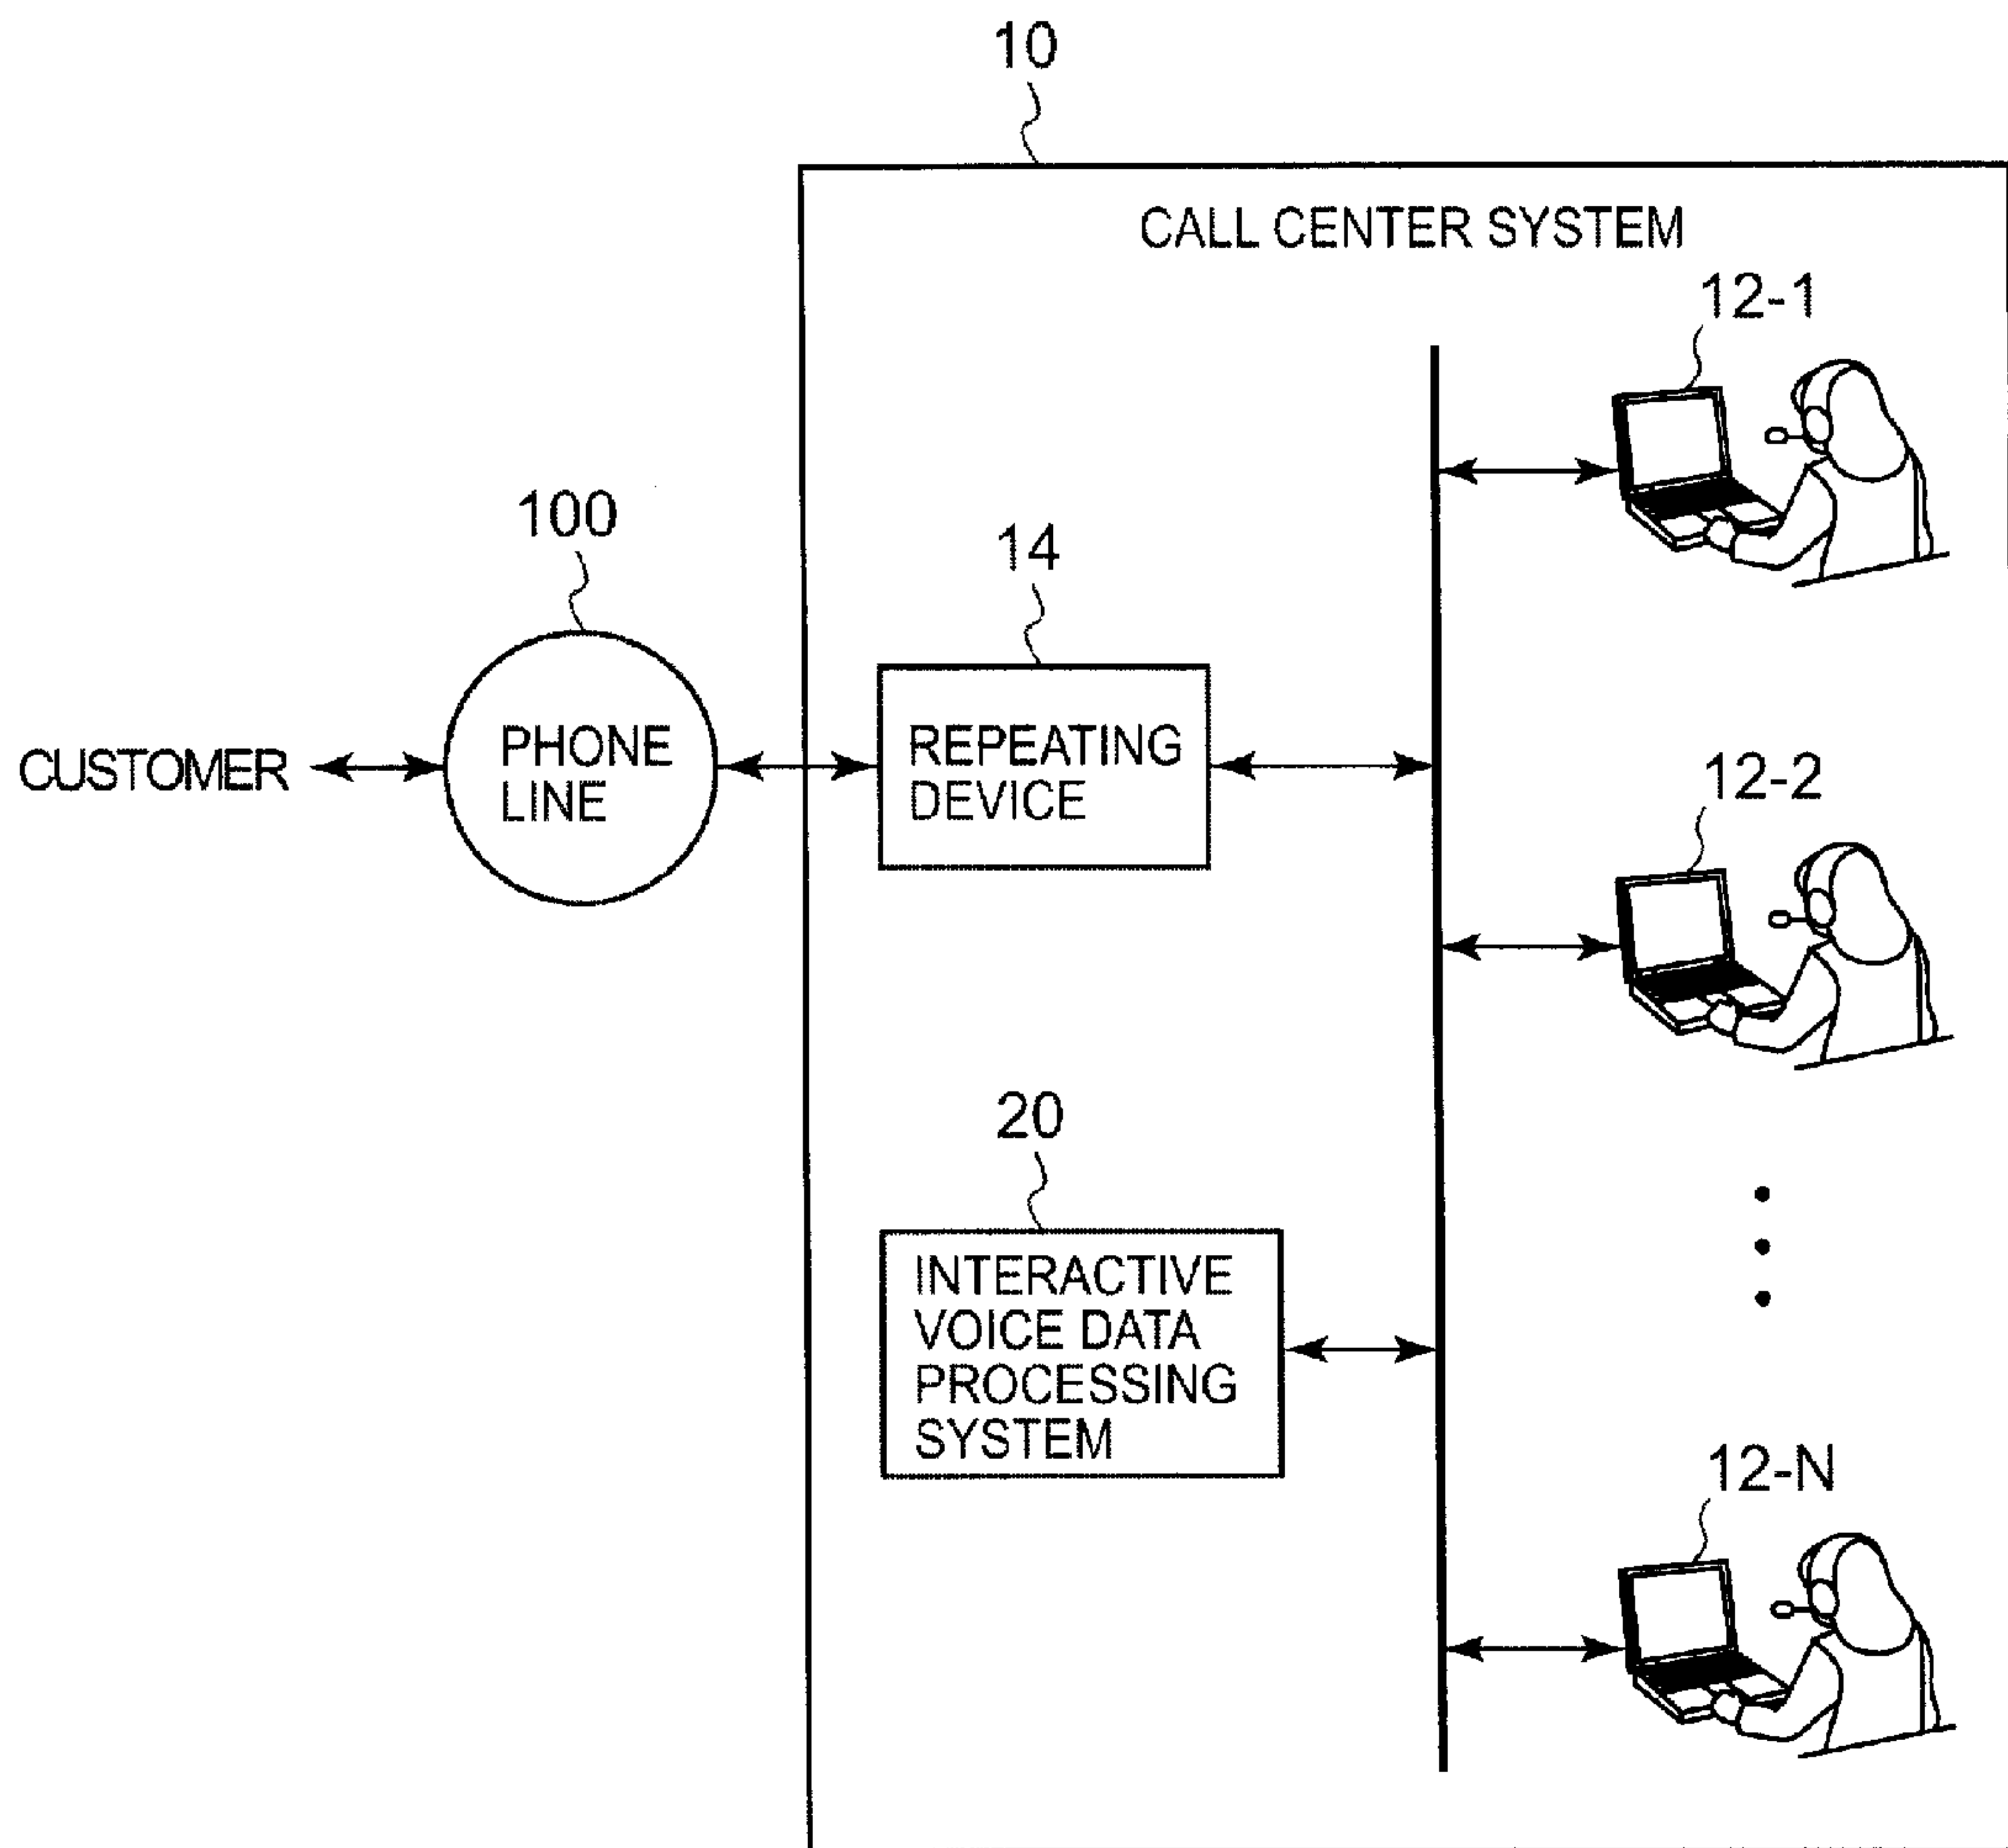 10
CALL CENTER SYSTEM
12-1
100
14
CUSTOMER
PHONE
LINE
REPEATING
DEVICE
12-2
20
INTERACTIVE
VOICE DATA
PROCESSING
SYSTEM
12-N